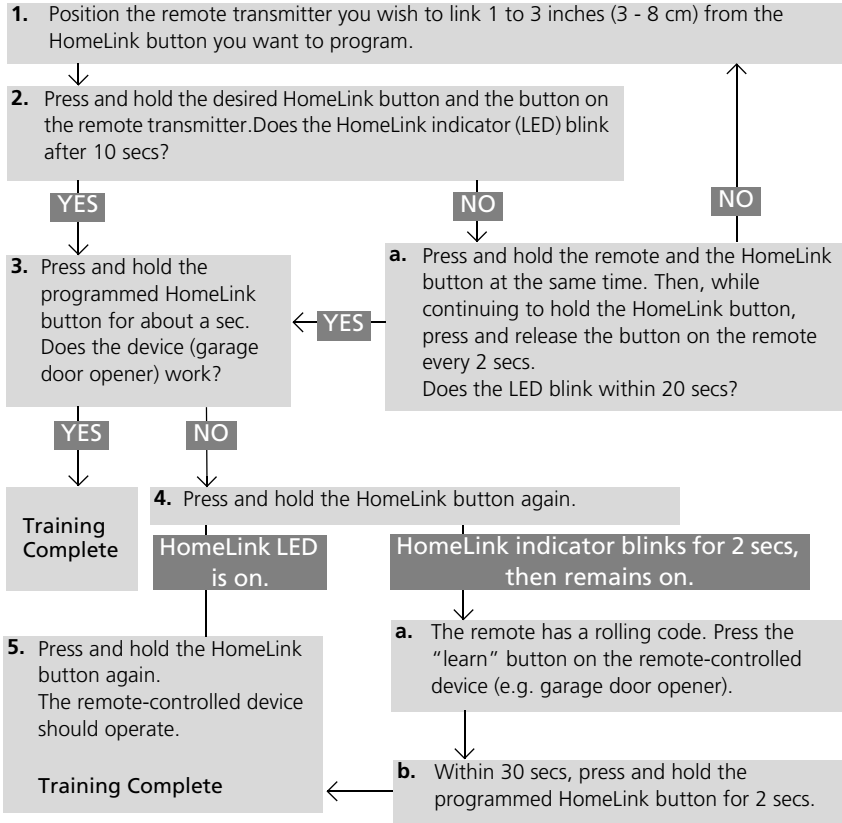 1. Position the remote transmitter you wish to link 1 to 3 inches (3 - 8 cm) from the
HomeLink button you want to program.
2. Press and hold the desired HomeLink button and the button on
the remote transmitter.Does the HomeLink indicator (LED) blink
after 10 secs?
YES
NO
NO
3. Press and hold the
programmed HomeLink
button for about a sec.
Does the device (garage
door opener) work?
YES
a. Press and hold the remote and the HomeLink
button at the same time. Then, while
continuing to hold the HomeLink button,
press and release the button on the remote
every 2 secs.
Does the LED blink within 20 secs?
YES
NO
Training
Complete
4. Press and hold the HomeLink button again.
HomeLink LED
is on.
HomeLink indicator blinks for 2 secs,
then remains on.
5. Press and hold the HomeLink
button again.
The remote-controlled device
should operate.
Training Complete
a. The remote has a rolling code. Press the
“learn” button on the remote-controlled
device (e.g. garage door opener).
b. Within 30 secs, press and hold the
programmed HomeLink button for 2 secs.